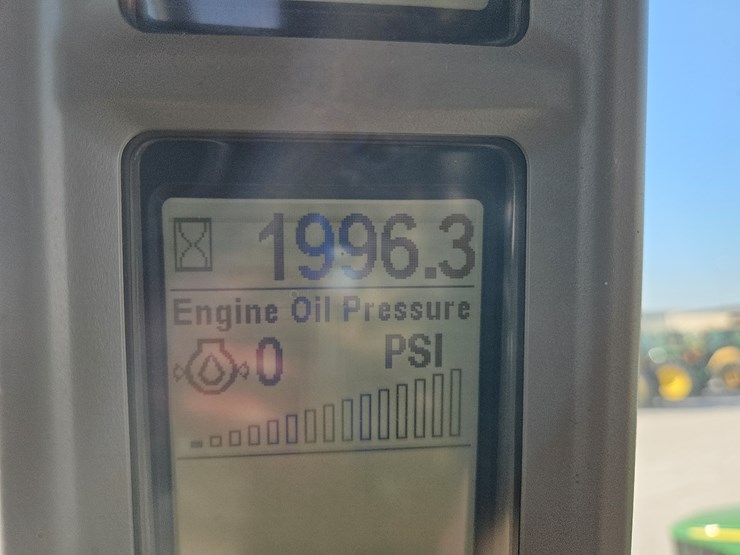 1996.3
Engine Oil Pressure
0 PSI